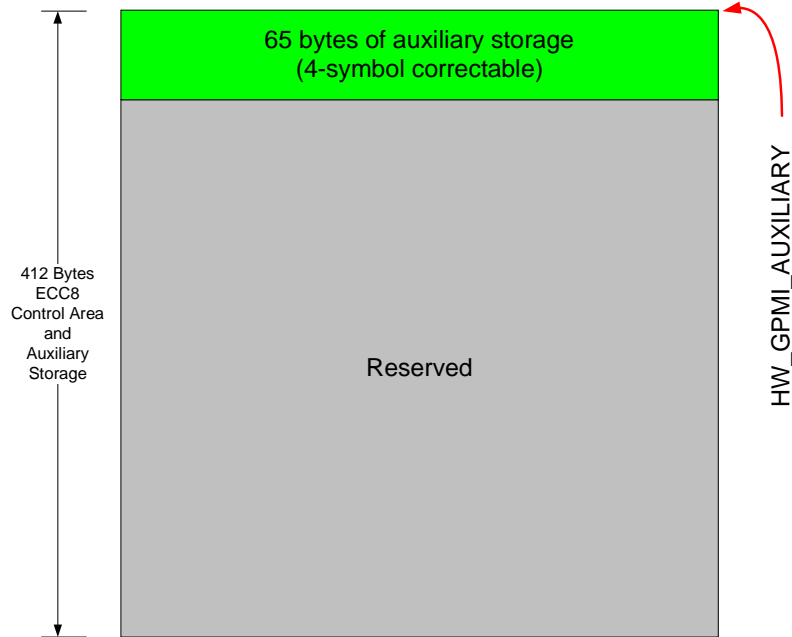 65 bytes of auxiliary storage
(4-symbol correctable)
412 Bytes
ECC8
Control Area
and
Auxiliary
Storage
Reserved
HW_GPMI_AUXILIARY